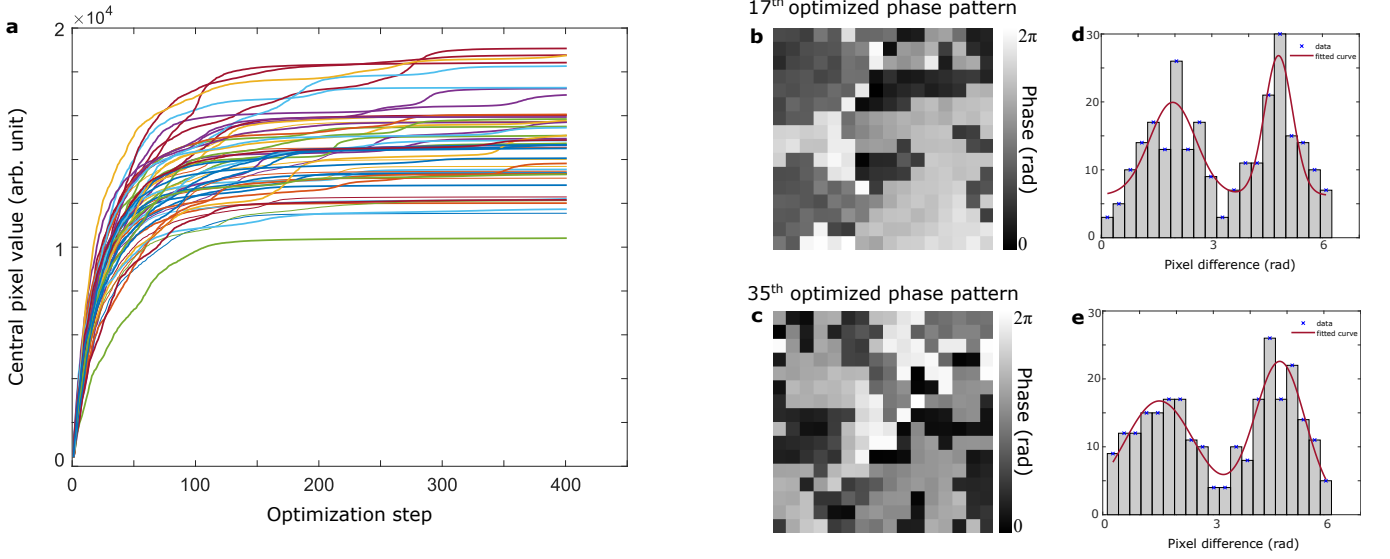 a
×10⁴
2
1
0
Central pixel value (arb. unit)
0
100
200
300
400
Optimization step
17th optimized phase pattern
b
2π
Phase (rad)
0
35th optimized phase pattern
c
2π
Phase (rad)
0
d
30
20
10
0
data
fitted curve
0
3
6
Pixel difference (rad)
e
30
20
10
0
data
fitted curve
0
3
6
Pixel difference (rad)